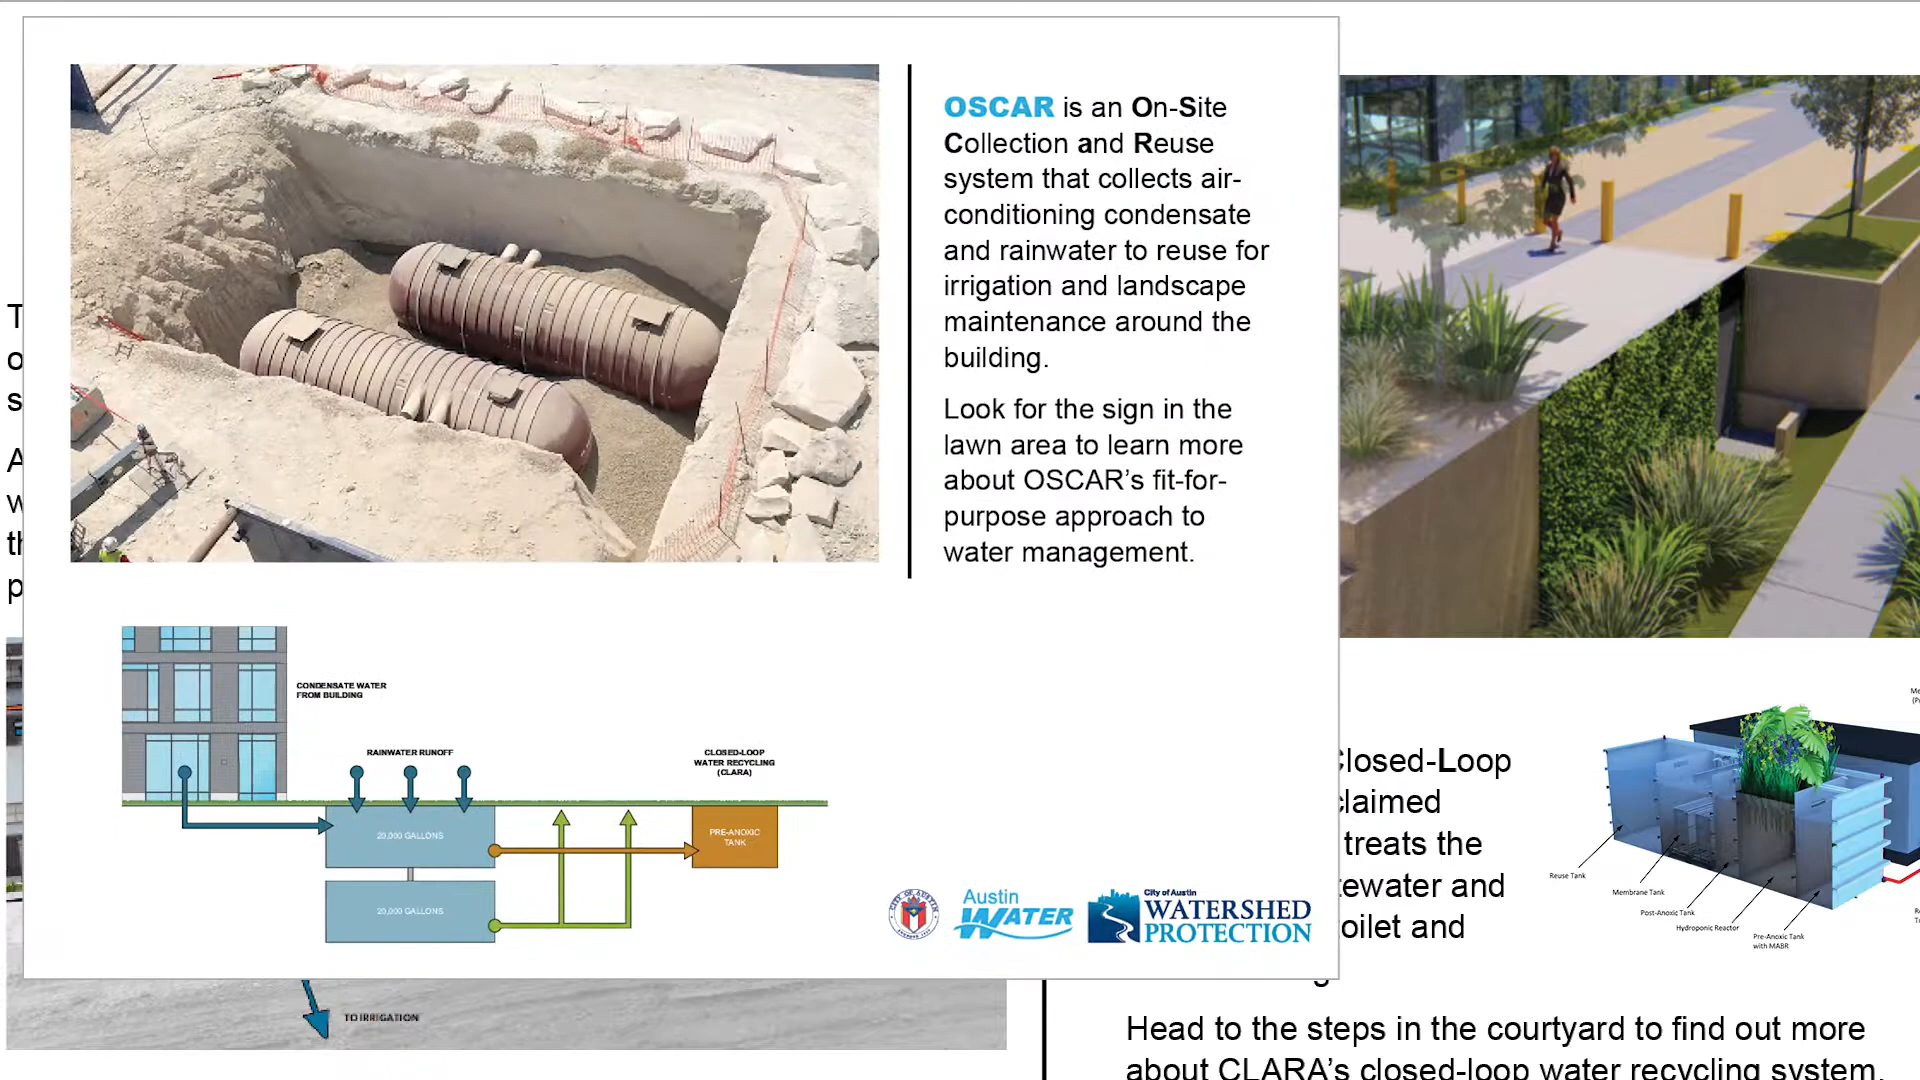 OSCAR is an On-Site
Collection and Reuse
system that collects air-
conditioning condensate
and rainwater to reuse for
irrigation and landscape
maintenance around the
building.
Look for the sign in the
lawn area to learn more
about OSCAR’s fit-for-
purpose approach to
water management.
CONDENSATE WATER
FROM BUILDING
RAINWATER RUNOFF
CLOSED-LOOP
WATER RECYCLING
(CLARA)
20,000 GALLONS
PRE-ANOXIC
TANK
20,000 GALLONS
Austin
WATER
City of Austin
WATERSHED
PROTECTION
TO IRRIGATION
Closed-Loop
claimed
treats the
tewater and
oilet and
Head to the steps in the courtyard to find out more
about CLARA’s closed-loop water recycling system.
Reuse Tank
Membrane Tank
Post-Anoxic Tank
Hydroponic Reactor
Pre-Anoxic Tank
with MABR